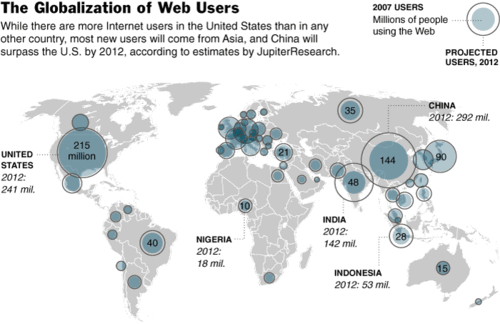 The Globalization of Web Users
While there are more Internet users in the United States than in any
other country, most new users will come from Asia, and China will
surpass the U.S. by 2012, according to estimates by JupiterResearch.
2007 USERS
Millions of people
using the Web
PROJECTED
USERS, 2012
UNITED
STATES
2012:
241 mil.
215
million
40
NIGERIA
2012:
18 mil.
10
21
35
48
INDIA
2012:
142 mil.
144
CHINA
2012: 292 mil.
90
28
INDONESIA
2012: 53 mil.
15